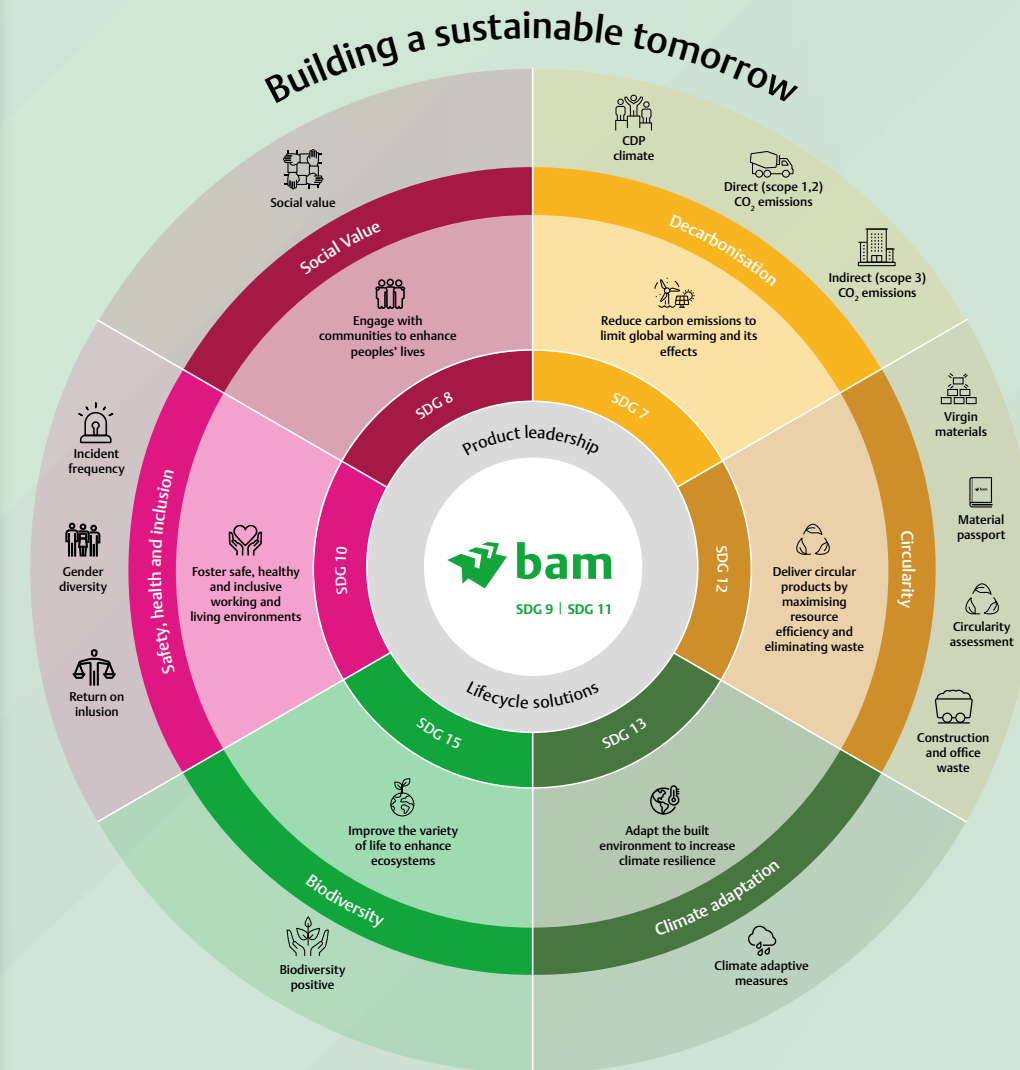 Building a sustainable tomorrow
CDP
climate
Direct (scope 1,2)
CO₂ emissions
Indirect (scope 3)
CO₂ emissions
Social value
Social Value
Decarbonisation
Engage with
communities to enhance
peoples' lives
Reduce carbon emissions to
limit global warming and its
effects
SDG 8
SDG 7
Virgin
materials
Material
passport
Circularity
assessment
Construction
and office
waste
Circularity
Deliver circular
products by
maximising
resource
efficiency and
eliminating waste
SDG 12
Product leadership
bam
SDG 9 | SDG 11
Lifecycle solutions
SDG 10
Foster safe, healthy
and inclusive
working and
living environments
Safety, health and inclusion
Incident
frequency
Gender
diversity
Return on
inlusion
SDG 15
SDG 13
Improve the variety
of life to enhance
ecosystems
Adapt the built
environment to increase
climate resilience
Biodiversity
Climate adaptation
Biodiversity
positive
Climate adaptive
measures